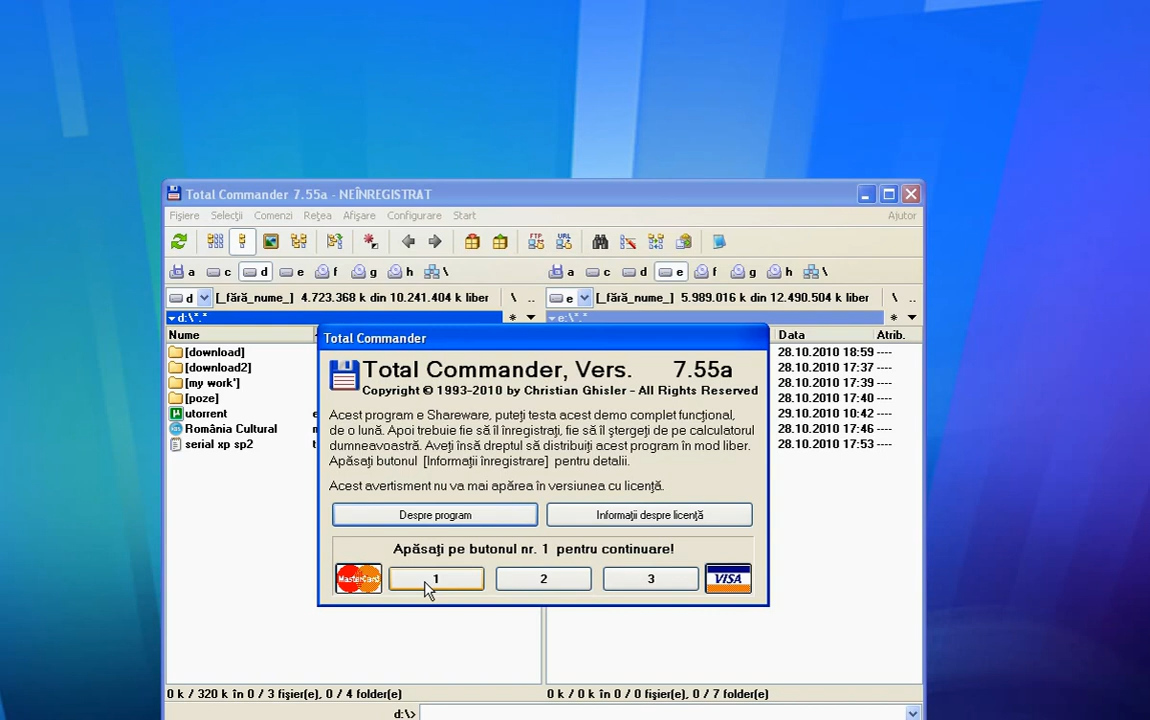 Total Commander 7.55a - NEÎNREGISTRAT
Fişiere Selecţii Comenzi Reţea Afişare Configurare Start Ajutor
FTP URL
a c d e f g h \ a c d e f g h \
d [_fără_nume_] 4.723.368 k din 10.241.404 k liber \ .. e [_fără_nume_] 5.989.016 k din 12.490.504 k liber \ ..
d:\*.* * e:\*.* *
Nume Data Atrib.
[download] 28.10.2010 18:59 ----
[download2] 28.10.2010 17:37 ----
[my work'] 28.10.2010 17:39 ----
[poze] 28.10.2010 17:40 ----
utorrent e 29.10.2010 10:42 ----
România Cultural 28.10.2010 17:46 ----
serial xp sp2 t 28.10.2010 17:53 ----
Total Commander
Total Commander, Vers. 7.55a
Copyright © 1993-2010 by Christian Ghisler - All Rights Reserved
Acest program e Shareware, puteţi testa acest demo complet funcţional,
de o lună. Apoi trebuie fie să îl înregistraţi, fie să îl ştergeţi de pe calculatorul
dumneavoastră. Aveţi însă dreptul să distribuiţi acest program în mod liber.
Apăsaţi butonul [Informaţii înregistrare] pentru detalii.
Acest avertisment nu va mai apărea în versiunea cu licenţă.
Despre program Informaţii despre licenţă
Apăsaţi pe butonul nr. 1 pentru continuare!
MasterCard 1 2 3 VISA
0 k / 320 k în 0 / 3 fişier(e), 0 / 4 folder(e) 0 k / 0 k în 0 / 0 fişier(e), 0 / 7 folder(e)
d:\>